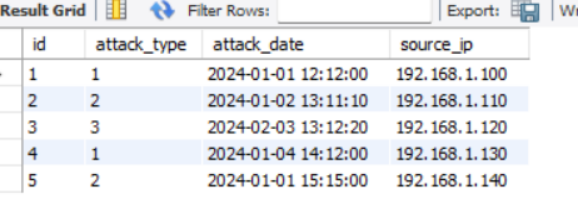 Result Grid Filter Rows: Export:
id attack_type attack_date source_ip
1 1 2024-01-01 12:12:00 192.168.1.100
2 2 2024-01-02 13:11:10 192.168.1.110
3 3 2024-02-03 13:12:20 192.168.1.120
4 1 2024-01-04 14:12:00 192.168.1.130
5 2 2024-01-01 15:15:00 192.168.1.140